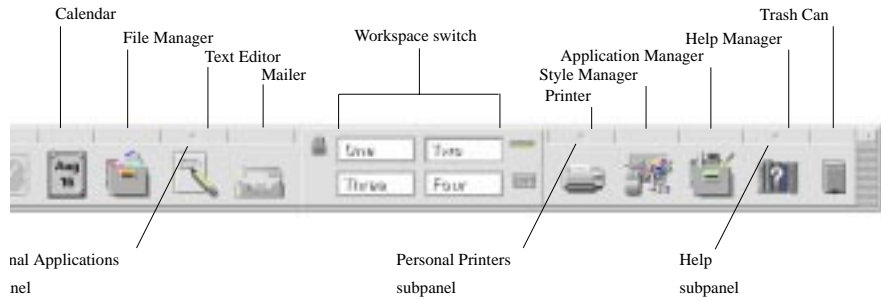 Trash Can
Calendar
File Manager
Workspace switch
Help Manager
Text Editor
Application Manager
Mailer
Style Manager
Printer
One
Two
Aug
Three
Four
nal Applications
Personal Printers
Help
nel
subpanel
subpanel